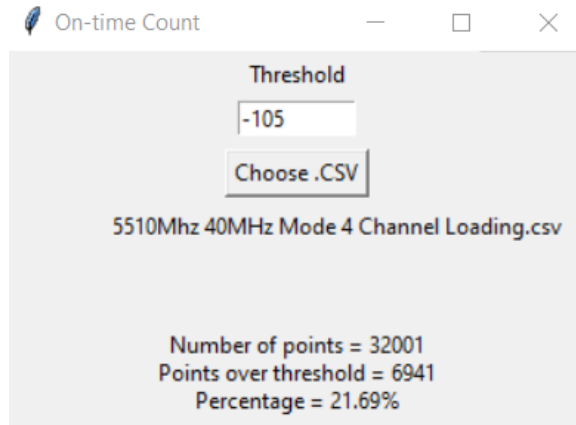 On-time Count
Threshold
-105
Choose .CSV
5510Mhz 40MHz Mode 4 Channel Loading.csv
Number of points = 32001
Points over threshold = 6941
Percentage = 21.69%